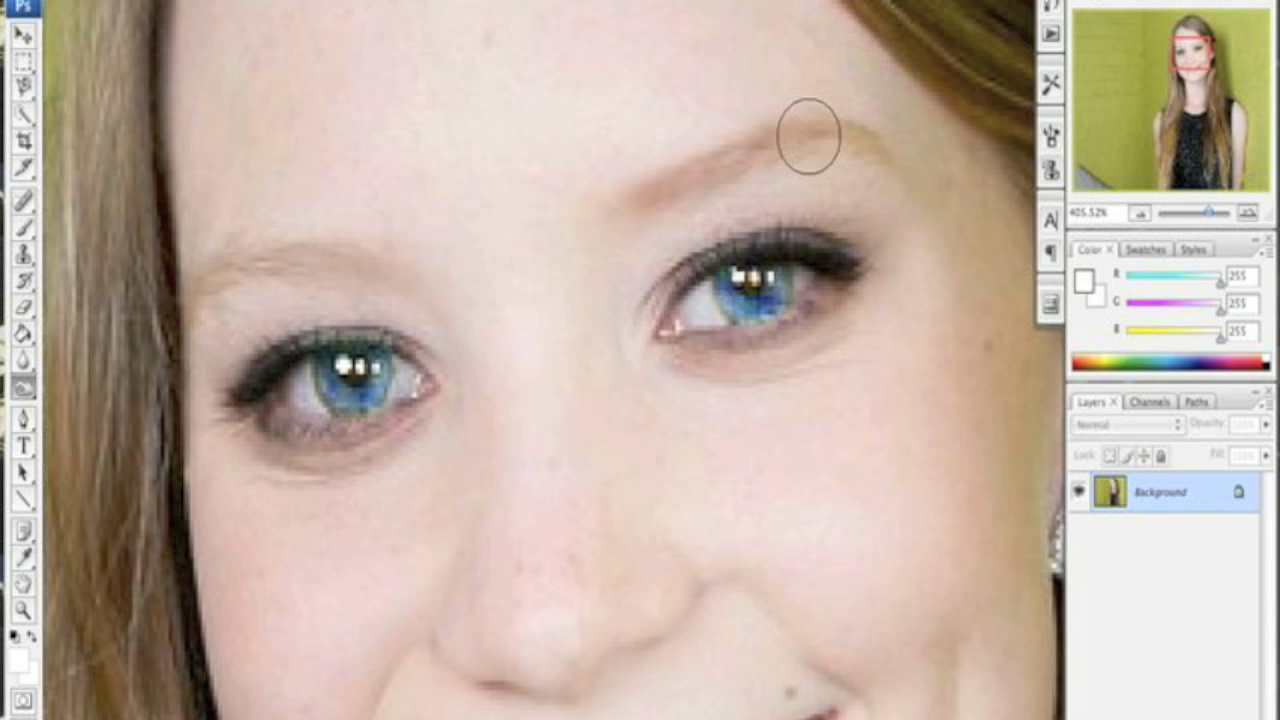 Ps
T
A
405.52%
Color X Swatches Styles
R 255
G 255
B 255
Layers X Channels Paths
Normal Opacity:
Lock: Fill:
Background